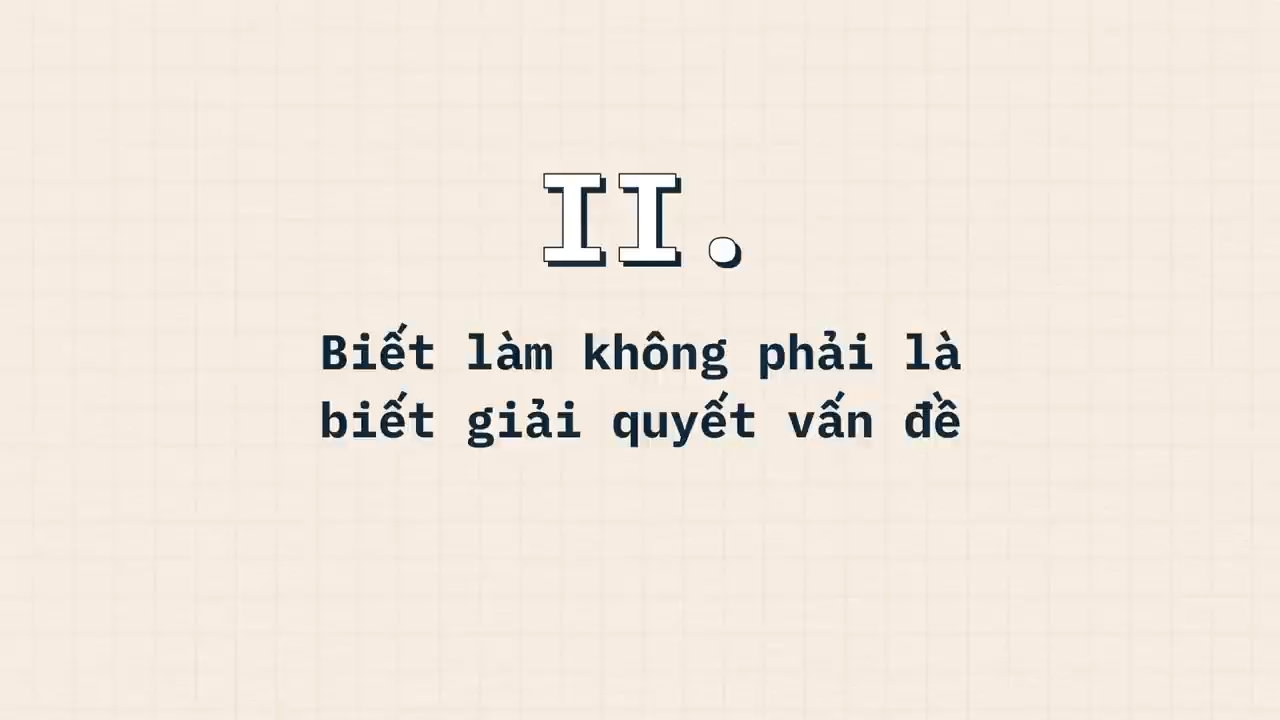 II.
Biết làm không phải là
biết giải quyết vấn đề